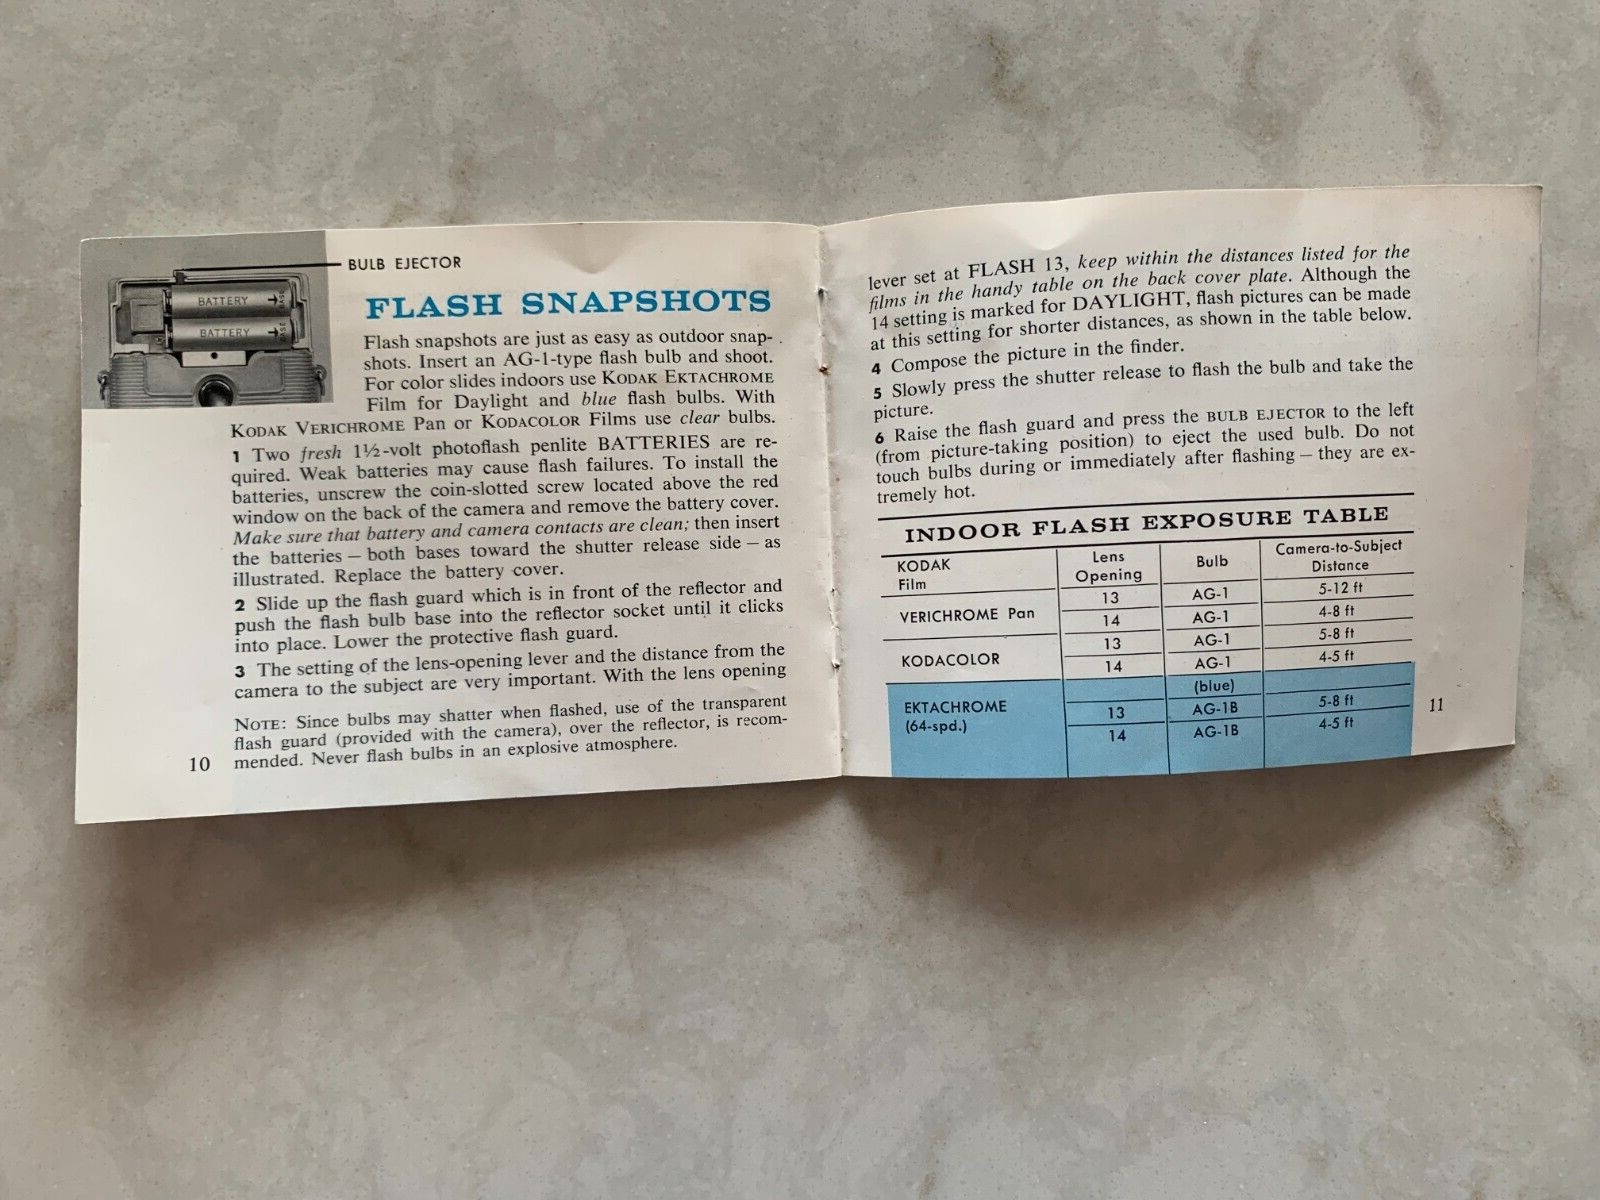 BULB EJECTOR
BATTERY BASE
BATTERY BASE
FLASH SNAPSHOTS
Flash snapshots are just as easy as outdoor snap-
shots. Insert an AG-1-type flash bulb and shoot.
For color slides indoors use KODAK EKTACHROME
Film for Daylight and blue flash bulbs. With
KODAK VERICHROME Pan or KODACOLOR Films use clear bulbs.
1 Two fresh 1½-volt photoflash penlite BATTERIES are re-
quired. Weak batteries may cause flash failures. To install the
batteries, unscrew the coin-slotted screw located above the red
window on the back of the camera and remove the battery cover.
Make sure that battery and camera contacts are clean; then insert
the batteries — both bases toward the shutter release side — as
illustrated. Replace the battery cover.
2 Slide up the flash guard which is in front of the reflector and
push the flash bulb base into the reflector socket until it clicks
into place. Lower the protective flash guard.
3 The setting of the lens-opening lever and the distance from the
camera to the subject are very important. With the lens opening
NOTE: Since bulbs may shatter when flashed, use of the transparent
flash guard (provided with the camera), over the reflector, is recom-
mended. Never flash bulbs in an explosive atmosphere.
10
lever set at FLASH 13, keep within the distances listed for the
films in the handy table on the back cover plate. Although the
14 setting is marked for DAYLIGHT, flash pictures can be made
at this setting for shorter distances, as shown in the table below.
4 Compose the picture in the finder.
5 Slowly press the shutter release to flash the bulb and take the
picture.
6 Raise the flash guard and press the BULB EJECTOR to the left
(from picture-taking position) to eject the used bulb. Do not
touch bulbs during or immediately after flashing — they are ex-
tremely hot.
INDOOR FLASH EXPOSURE TABLE
KODAK Film Lens Opening Bulb Camera-to-Subject Distance
VERICHROME Pan 13 AG-1 5-12 ft
14 AG-1 4-8 ft
KODACOLOR 13 AG-1 5-8 ft
14 AG-1 4-5 ft
(blue)
EKTACHROME (64-spd.) 13 AG-1B 5-8 ft
14 AG-1B 4-5 ft
11